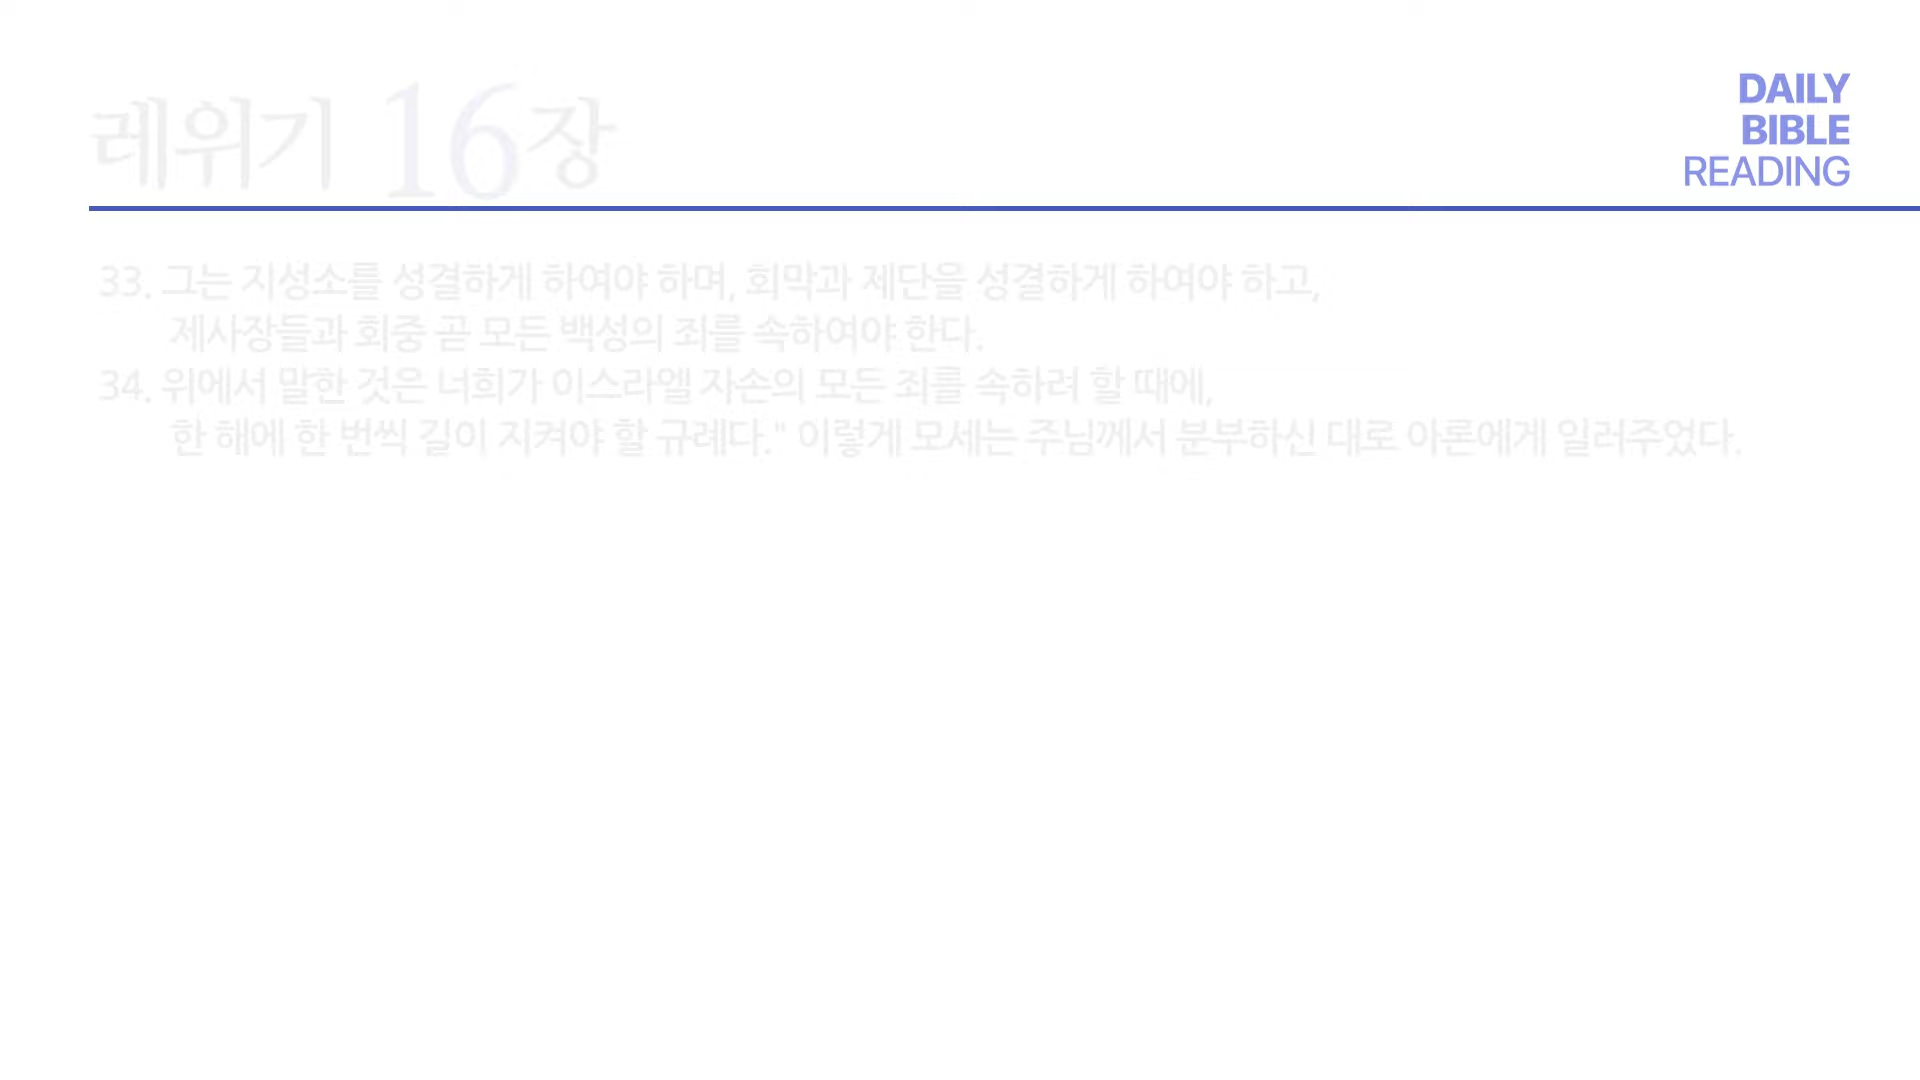 레위기 16장
DAILY
BIBLE
READING
33. 그는 지성소를 성결하게 하여야 하며, 회막과 제단을 성결하게 하여야 하고,
제사장들과 회중 곧 모든 백성의 죄를 속하여야 한다.
34. 위에서 말한 것은 너희가 이스라엘 자손의 모든 죄를 속하려 할 때에,
한 해에 한 번씩 길이 지켜야 할 규례다." 이렇게 모세는 주님께서 분부하신 대로 아론에게 일러주었다.